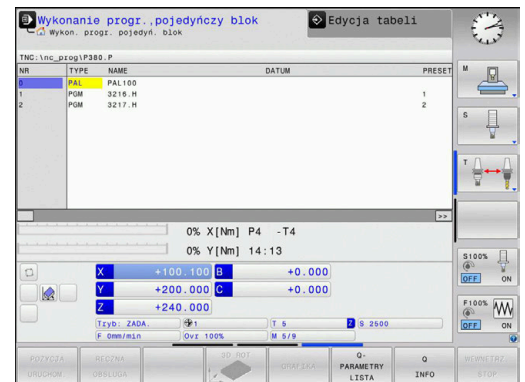 Wykonanie progr.,pojedyńczy blok
Edycja tabeli
Wykon. progr. pojedyń. blok
TNC:\nc_prog\P380.P
NR TYPE NAME DATUM PRESET
0 PAL PAL100
1 PGM 3216.H 1
2 PGM 3217.H 2
>>
0% X[Nm] P4 -T4
0% Y[Nm] 14:13
X +100.100 B +0.000
Y +200.000 C +0.000
Z +240.000
Tryb: ZADA. 1 T 5 Z S 2500
F 0mm/min Ovr 100% M 5/9
M
S
T
S100%
OFF ON
F100%
OFF ON
POZYCJA URUCHOM
RĘCZNA OBSŁUGA
3D ROT
GRAFIKA
Q-PARAMETRY LISTA
Q INFO
WEWNĘTRZ. STOP